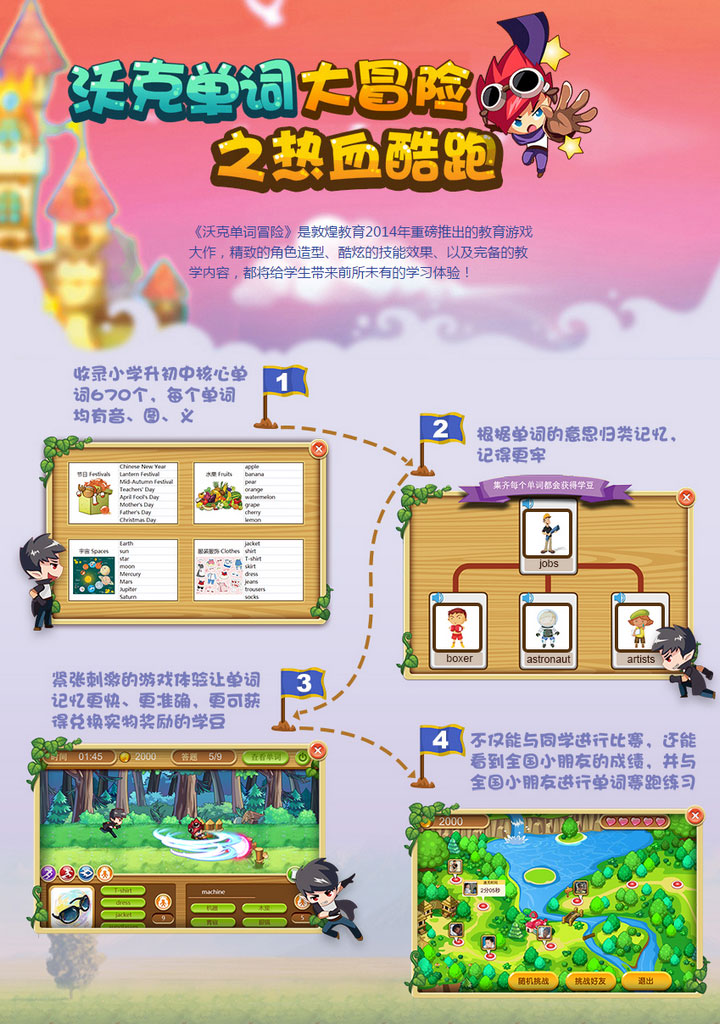 沃克单词大冒险
之热血酷跑
《沃克单词冒险》是敦煌教育2014年重磅推出的教育游戏
大作，精致的角色造型、酷炫的技能效果、以及完备的教
学内容，都将给学生带来前所未有的学习体验！
收录小学升初中核心单
词670个，每个单词
均有音、图、义
1
2
根据单词的意思归类记忆，
记得更牢
节日 Festivals
Chinese New Year
Lantern Festival
Mid-Autumn Festival
Teachers' Day
April Fool's Day
Mother's Day
Father's Day
Christmas Day
水果 Fruits
apple
banana
pear
orange
watermelon
grape
cherry
lemon
宇宙 Spaces
Earth
sun
star
moon
Mercury
Mars
Jupiter
Saturn
服装服饰 Clothes
jacket
shirt
T-shirt
skirt
dress
jeans
trousers
socks
集齐每个单词都会获得学豆
jobs
boxer
astronaut
artists
紧张刺激的游戏体验让单词
记忆更快、更准确，更可获
得兑换实物奖励的学豆
3
4
不仅能与同学进行比赛，还能
看到全国小朋友的成绩，并与
全国小朋友进行单词赛跑练习
时间 01:45 2000 答题 5/9 查看单词
T-shirt
dress
jacket
9
machine
机器
5
2000
2分05秒
随机挑战 挑战好友 退出